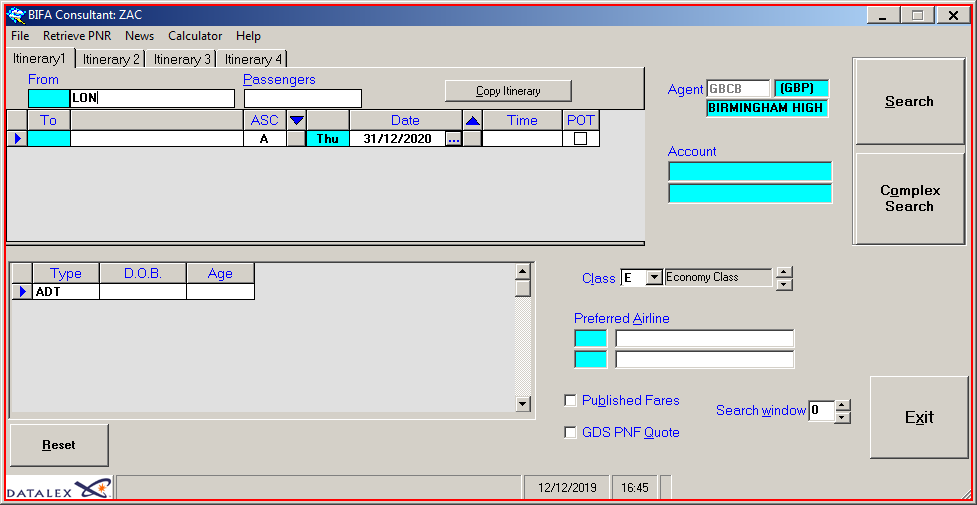 BIFA Consultant: ZAC
File Retrieve PNR News Calculator Help
Itinerary1 Itinerary 2 Itinerary 3 Itinerary 4
From Passengers
LON
Copy Itinerary
To ASC Date Time POT
A Thu 31/12/2020 ...
Agent GBCB (GBP)
BIRMINGHAM HIGH
Account
Search
Complex
Search
Type D.O.B. Age
ADT
Class E Economy Class
Preferred Airline
Published Fares
GDS PNF Quote
Search window 0
Exit
Reset
DATALEX
12/12/2019 16:45